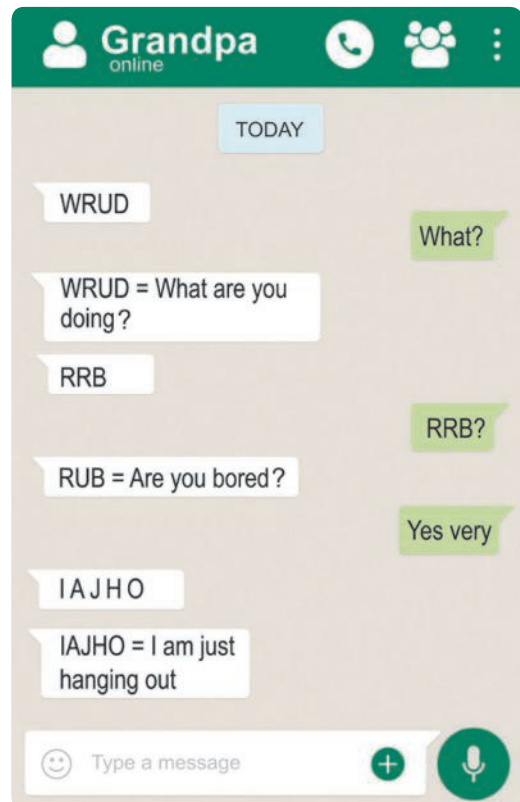 Grandpa
online
TODAY
WRUD
What?
WRUD = What are you
doing?
RRB
RRB?
RUB = Are you bored?
Yes very
I A J H O
IAJHO = I am just
hanging out
Type a message